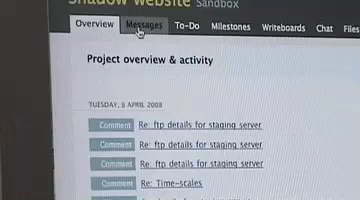 Shadow website Sandbox
Overview Messages To-Do Milestones Writeboards Chat Files
Project overview & activity
TUESDAY, 8 APRIL 2008
Comment Re: ftp details for staging server
Comment Re: ftp details for staging server
Comment Re: ftp details for staging server
Comment Re: Time-scales